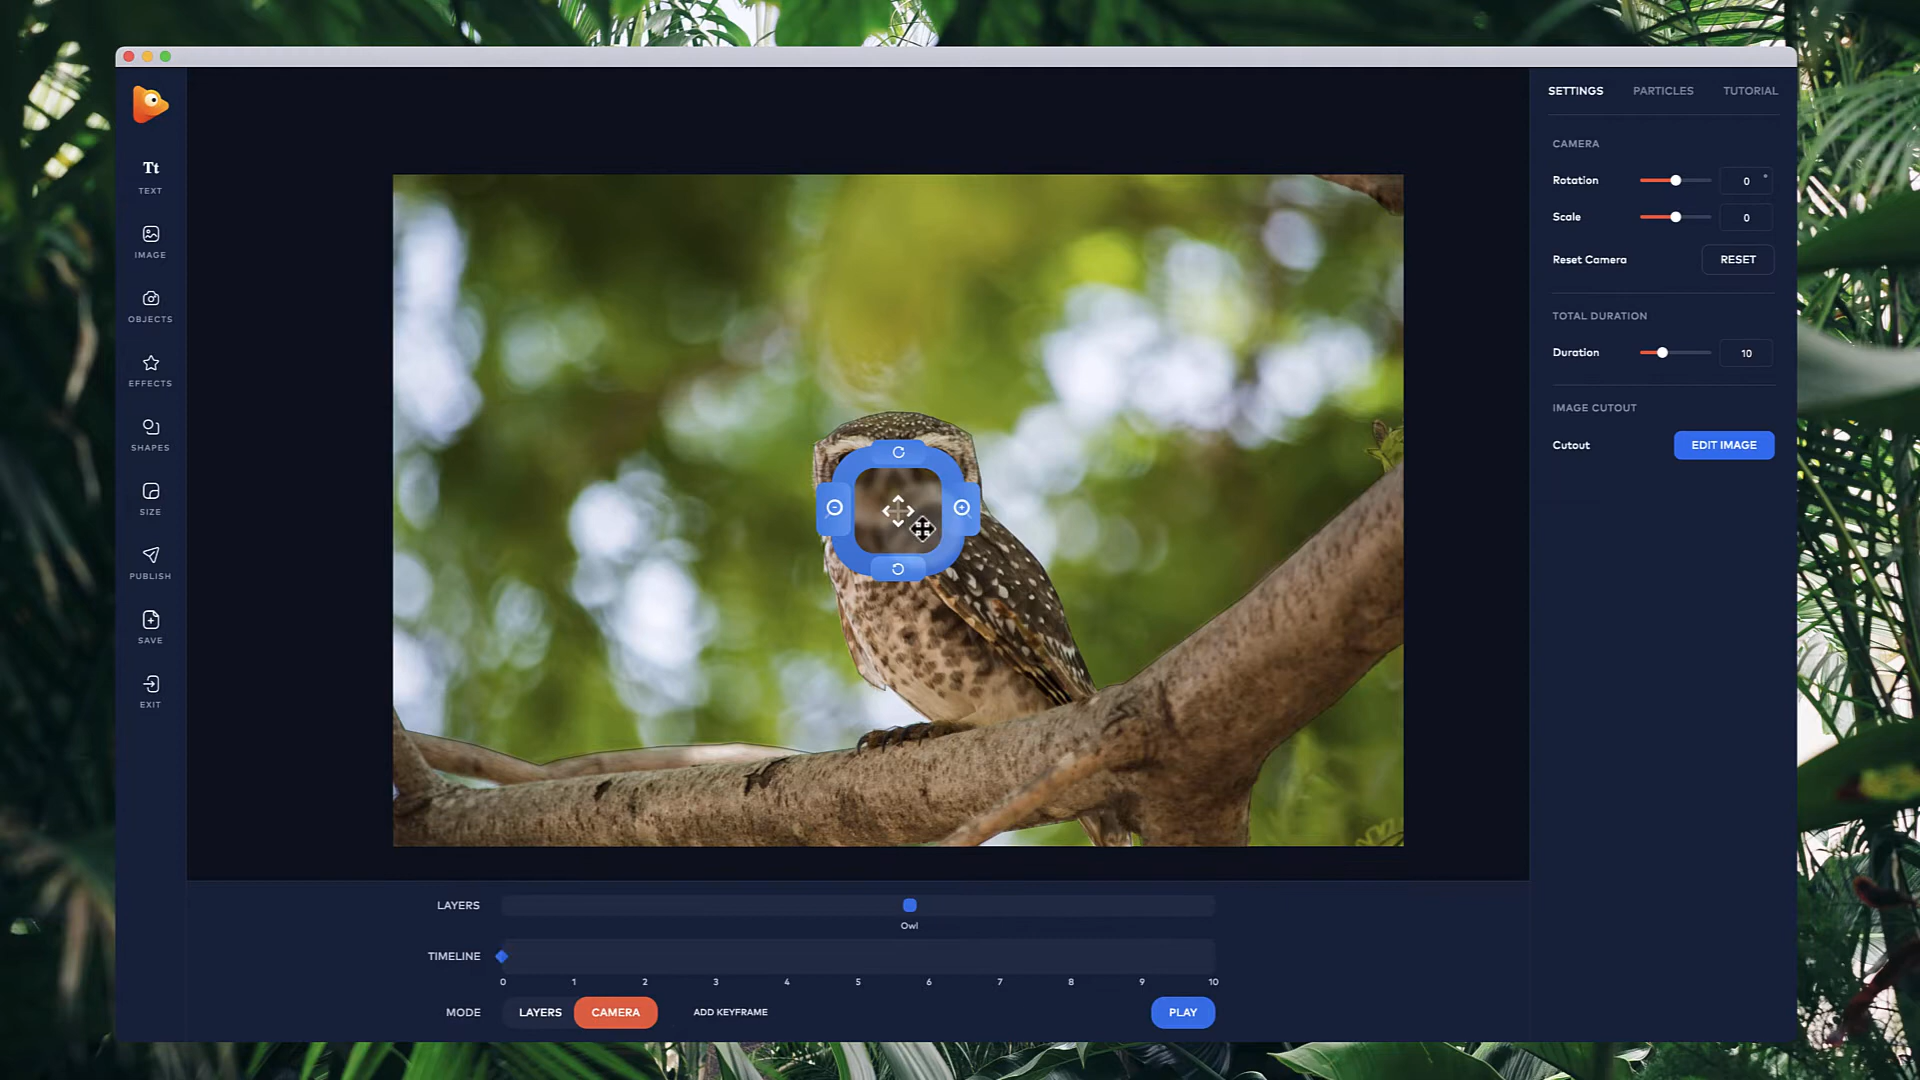 Tt
TEXT
IMAGE
OBJECTS
EFFECTS
SHAPES
SIZE
PUBLISH
SAVE
EXIT
SETTINGS PARTICLES TUTORIAL
CAMERA
Rotation 0 °
Scale 0
Reset Camera RESET
TOTAL DURATION
Duration 10
IMAGE CUTOUT
Cutout EDIT IMAGE
LAYERS
Owl
TIMELINE
0 1 2 3 4 5 6 7 8 9 10
MODE LAYERS CAMERA ADD KEYFRAME PLAY